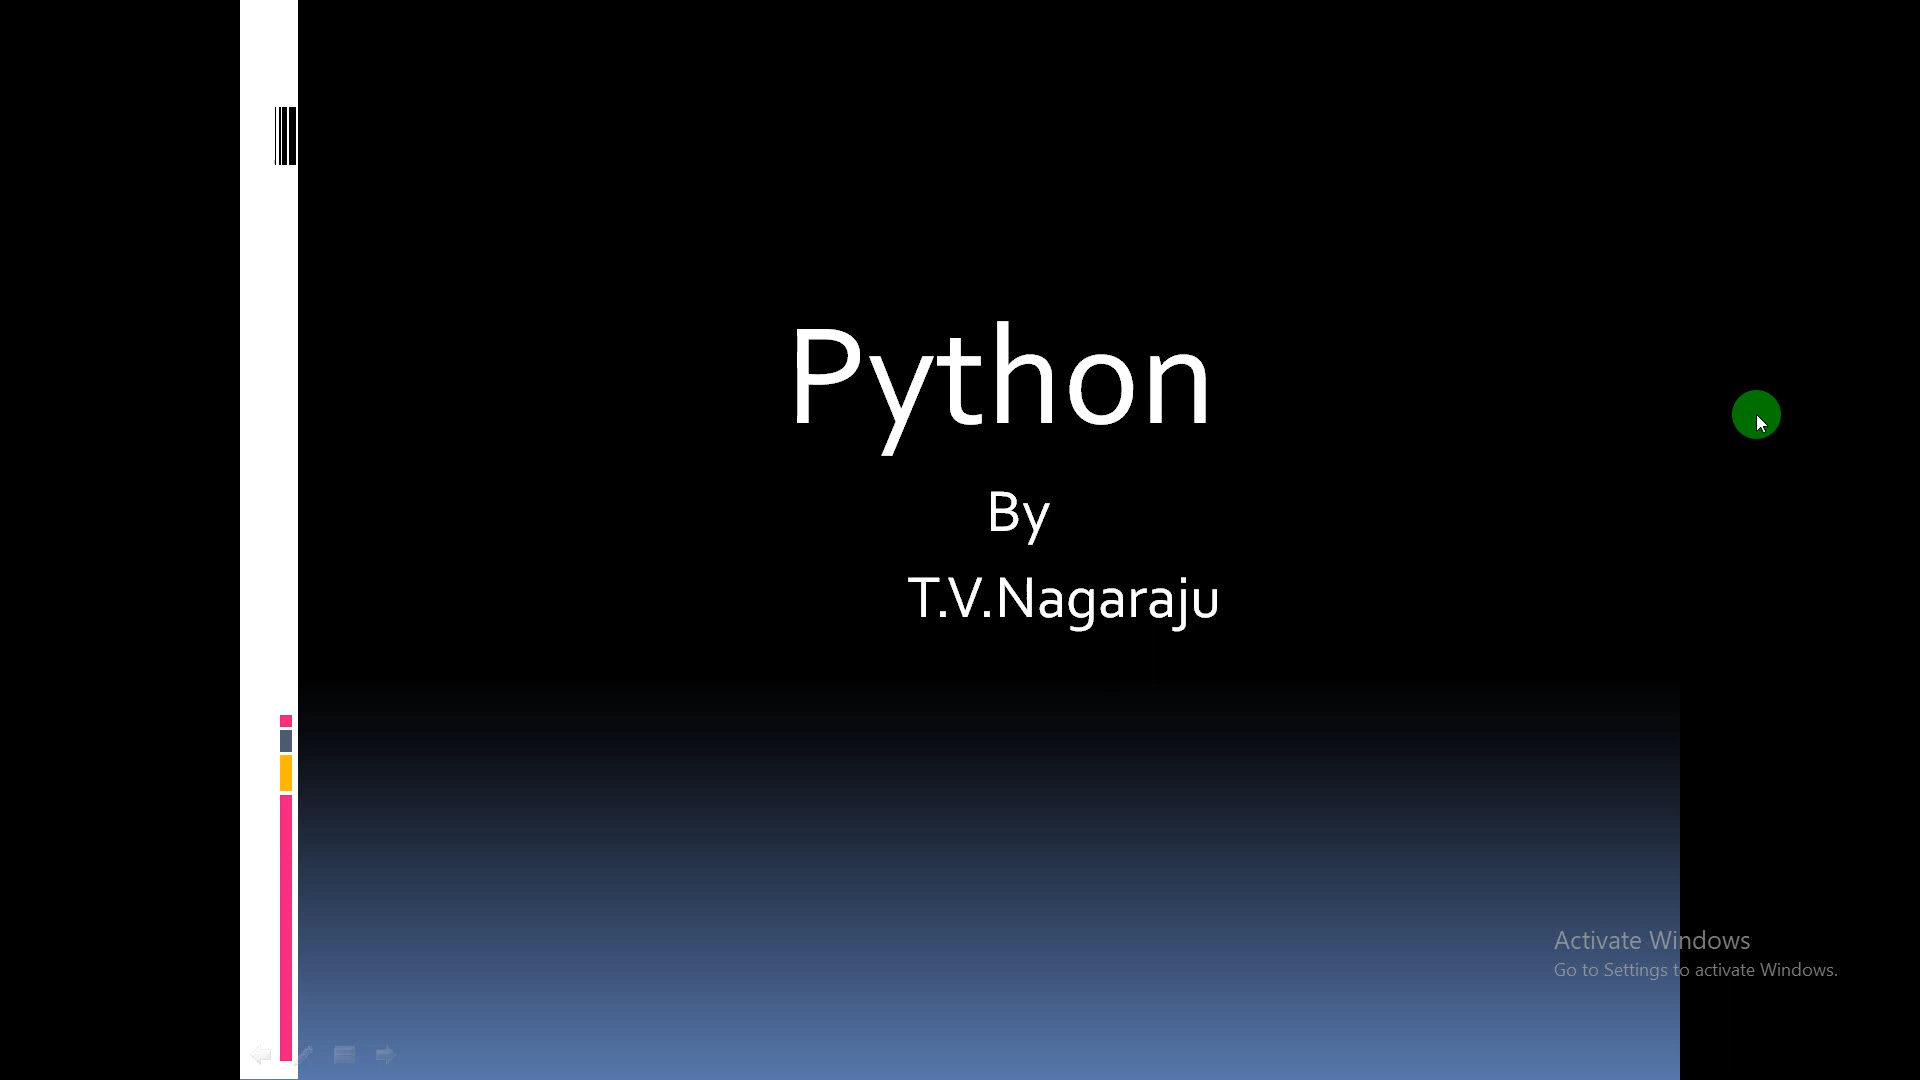 Python
By
T.V.Nagaraju
Activate Windows
Go to Settings to activate Windows.